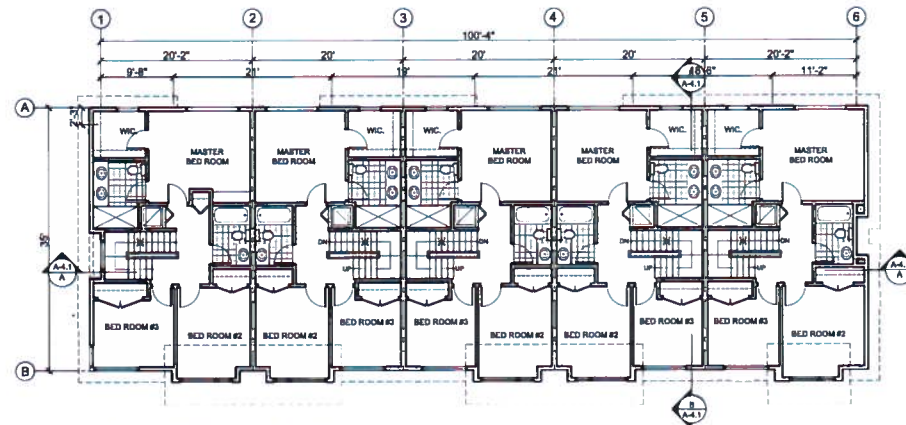 1 2 3 4 5 6
100'-4"
20'-2" 20' 20' 20' 20'-2"
9'-8" 21' 19' 21' 11'-2"
A-4.1
A
WIC. WIC. WIC. WIC. WIC.
MASTER BED ROOM
MASTER BED ROOM
MASTER BED ROOM
MASTER BED ROOM
MASTER BED ROOM
35'
DN DN DN
A-4.1
A
A
UP UP UP
BED ROOM #3 BED ROOM #2 BED ROOM #2 BED ROOM #3 BED ROOM #3 BED ROOM #2 BED ROOM #2 BED ROOM #3 BED ROOM #3 BED ROOM #2
B
B
A-4.1